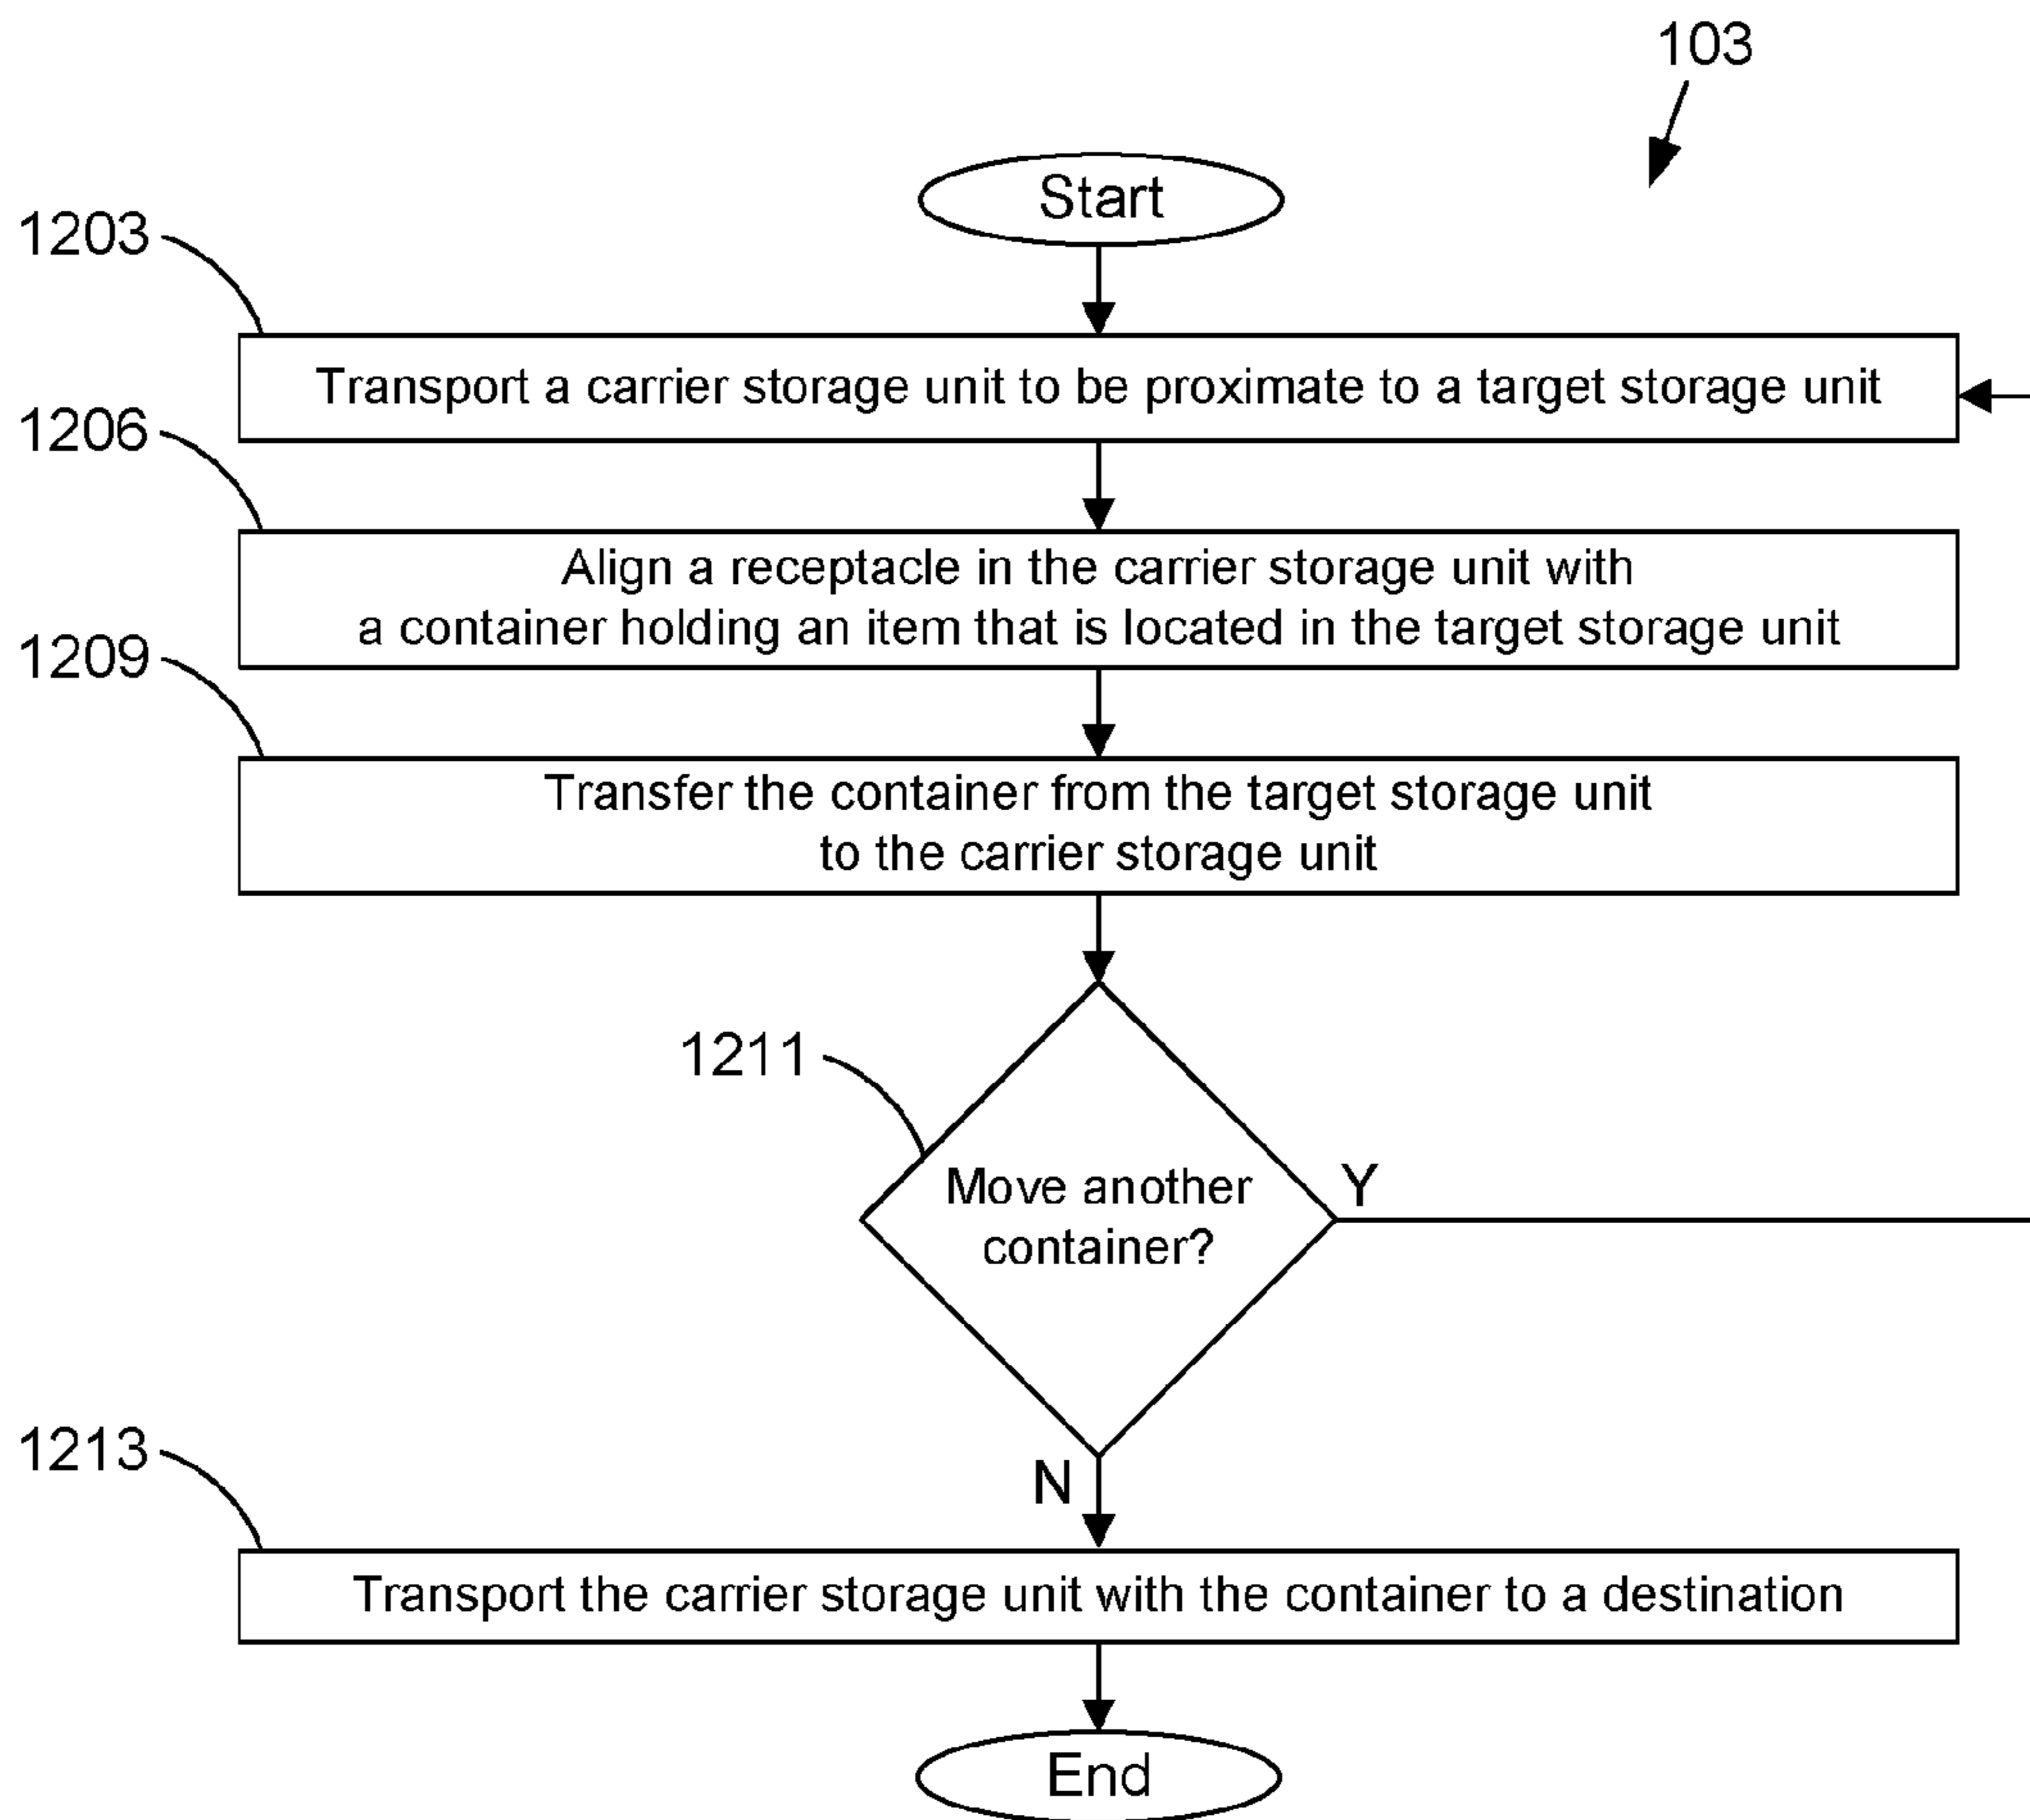 103
Start
1203
Transport a carrier storage unit to be proximate to a target storage unit
1206
Align a receptacle in the carrier storage unit with
a container holding an item that is located in the target storage unit
1209
Transfer the container from the target storage unit
to the carrier storage unit
1211
Move another
container?
Y
N
1213
Transport the carrier storage unit with the container to a destination
End